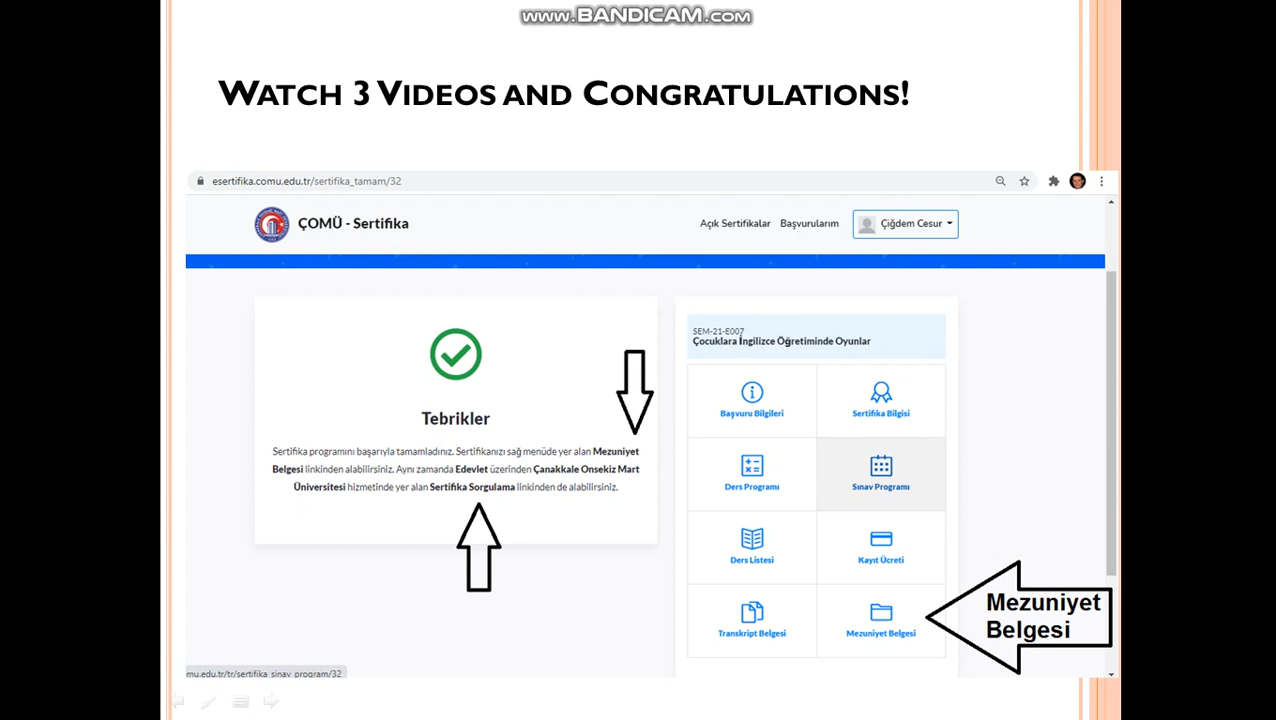 www.BANDICAM.com
WATCH 3 VIDEOS AND CONGRATULATIONS!
esertifika.comu.edu.tr/sertifika_tamam/32
ÇOMÜ - Sertifika
Açık Sertifikalar
Başvurularım
Çiğdem Cesur
Tebrikler
Sertifika programını başarıyla tamamladınız. Sertifikanızı sağ menüde yer alan Mezuniyet
Belgesi linkinden alabilirsiniz. Aynı zamanda Edevlet üzerinden Çanakkale Onsekiz Mart
Üniversitesi hizmetinde yer alan Sertifika Sorgulama linkinden de alabilirsiniz.
SEM-21-E007
Çocuklara İngilizce Öğretiminde Oyunlar
Başvuru Bilgileri
Sertifika Bilgisi
Ders Programı
Sınav Programı
Ders Listesi
Kayıt Ücreti
Transkript Belgesi
Mezuniyet Belgesi
Mezuniyet
Belgesi
mu.edu.tr/tr/sertifika_sinav_program/32